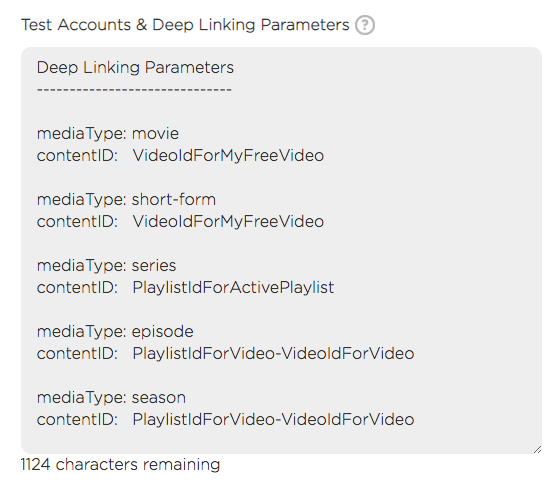 Test Accounts & Deep Linking Parameters ?
Deep Linking Parameters
------------------------------
mediaType: movie
contentID:   VideoIdForMyFreeVideo
mediaType: short-form
contentID:   VideoIdForMyFreeVideo
mediaType: series
contentID:   PlaylistIdForActivePlaylist
mediaType: episode
contentID:   PlaylistIdForVideo-VideoIdForVideo
mediaType: season
contentID:   PlaylistIdForVideo-VideoIdForVideo
1124 characters remaining